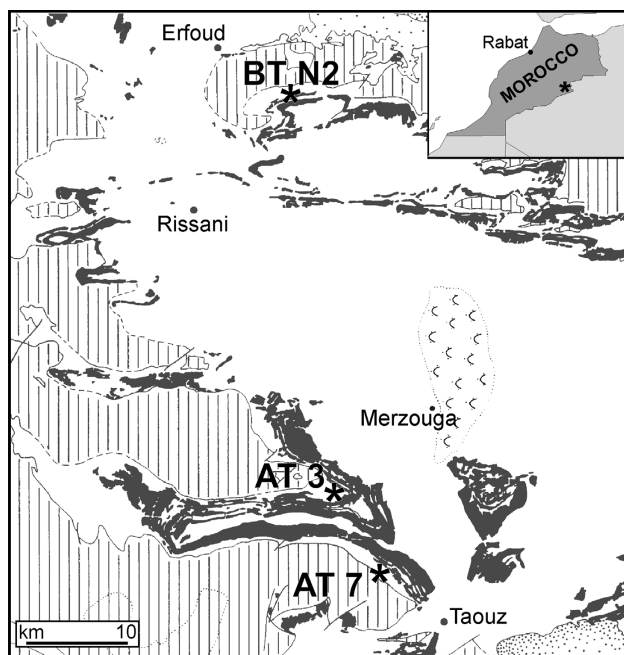 Erfoud
BT N2
*
Rabat
MOROCCO
*
Rissani
Merzouga
AT 3
*
AT 7
*
Taouz
km 10